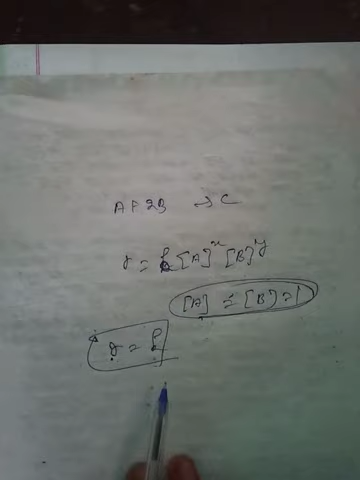 A + 2B → C
r = k [A]^x [B]^y
[A] = [B] = 1
r = k